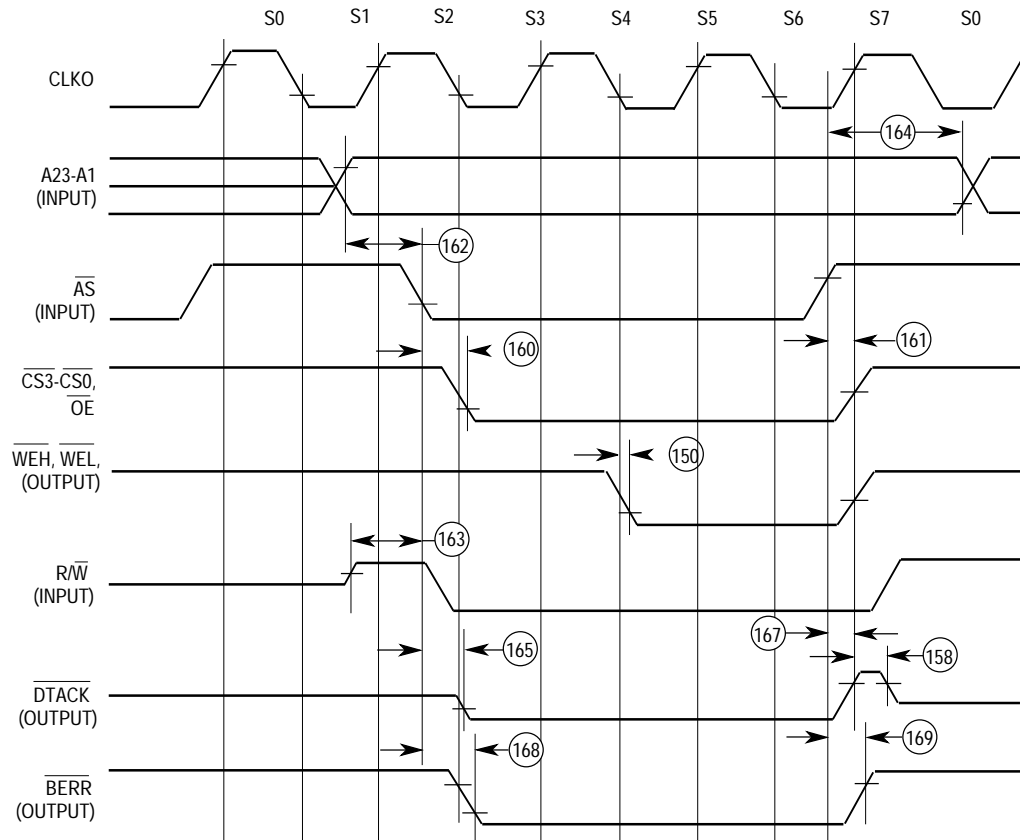 S0 S1 S2 S3 S4 S5 S6 S7 S0
CLKO
164
A23-A1
(INPUT)
162
AS
(INPUT)
160
161
CS3-CS0,
OE
WEH, WEL,
(OUTPUT)
150
163
R/W
(INPUT)
167
165
158
DTACK
(OUTPUT)
168
169
BERR
(OUTPUT)